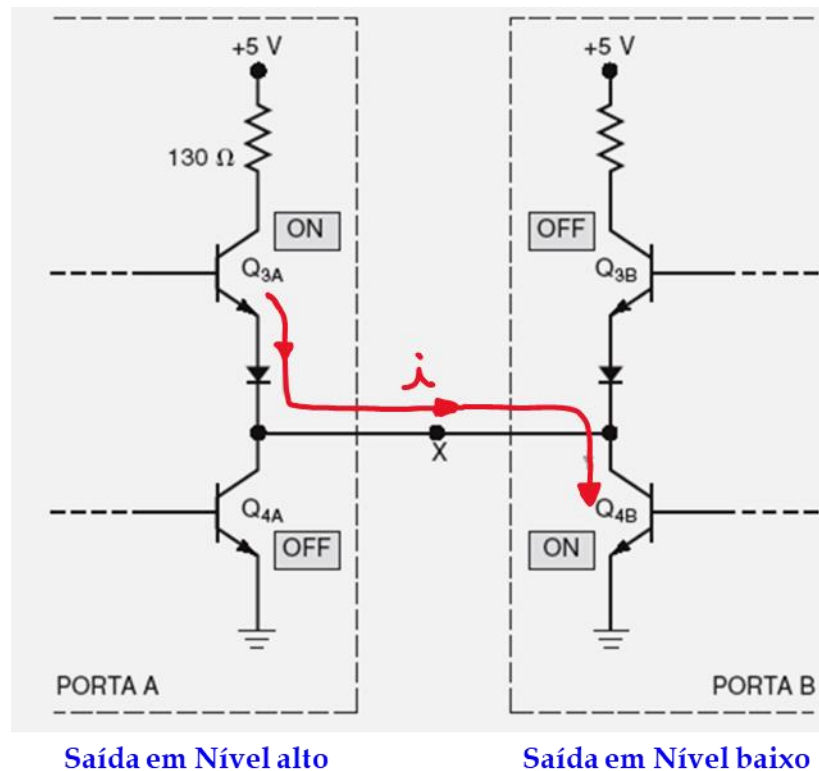 +5 V
+5 V
130 Ω
ON
OFF
Q3A
Q3B
i
X
Q4A
Q4B
OFF
ON
PORTA A
PORTA B
Saída em Nível alto
Saída em Nível baixo